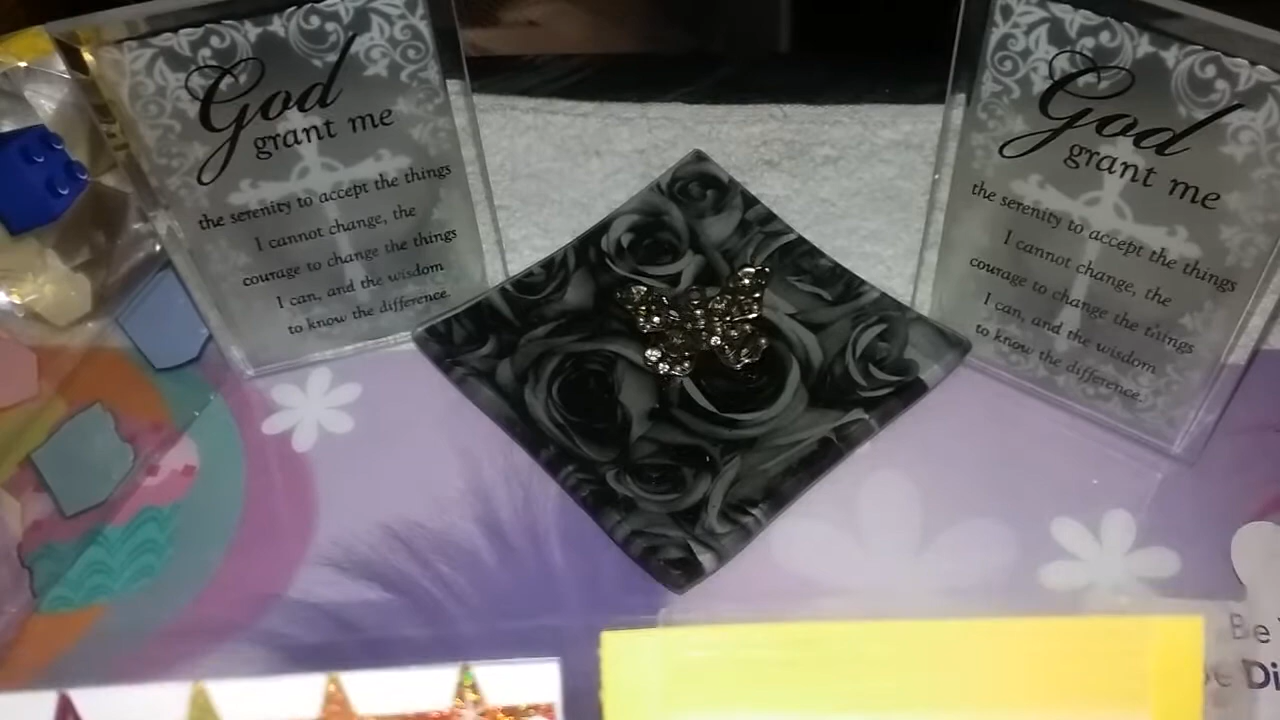 God
grant me
the serenity to accept the things
I cannot change, the
courage to change the things
I can, and the wisdom
to know the difference.
God
grant me
the serenity to accept the things
I cannot change, the
courage to change the things
I can, and the wisdom
to know the difference.
Be
Di